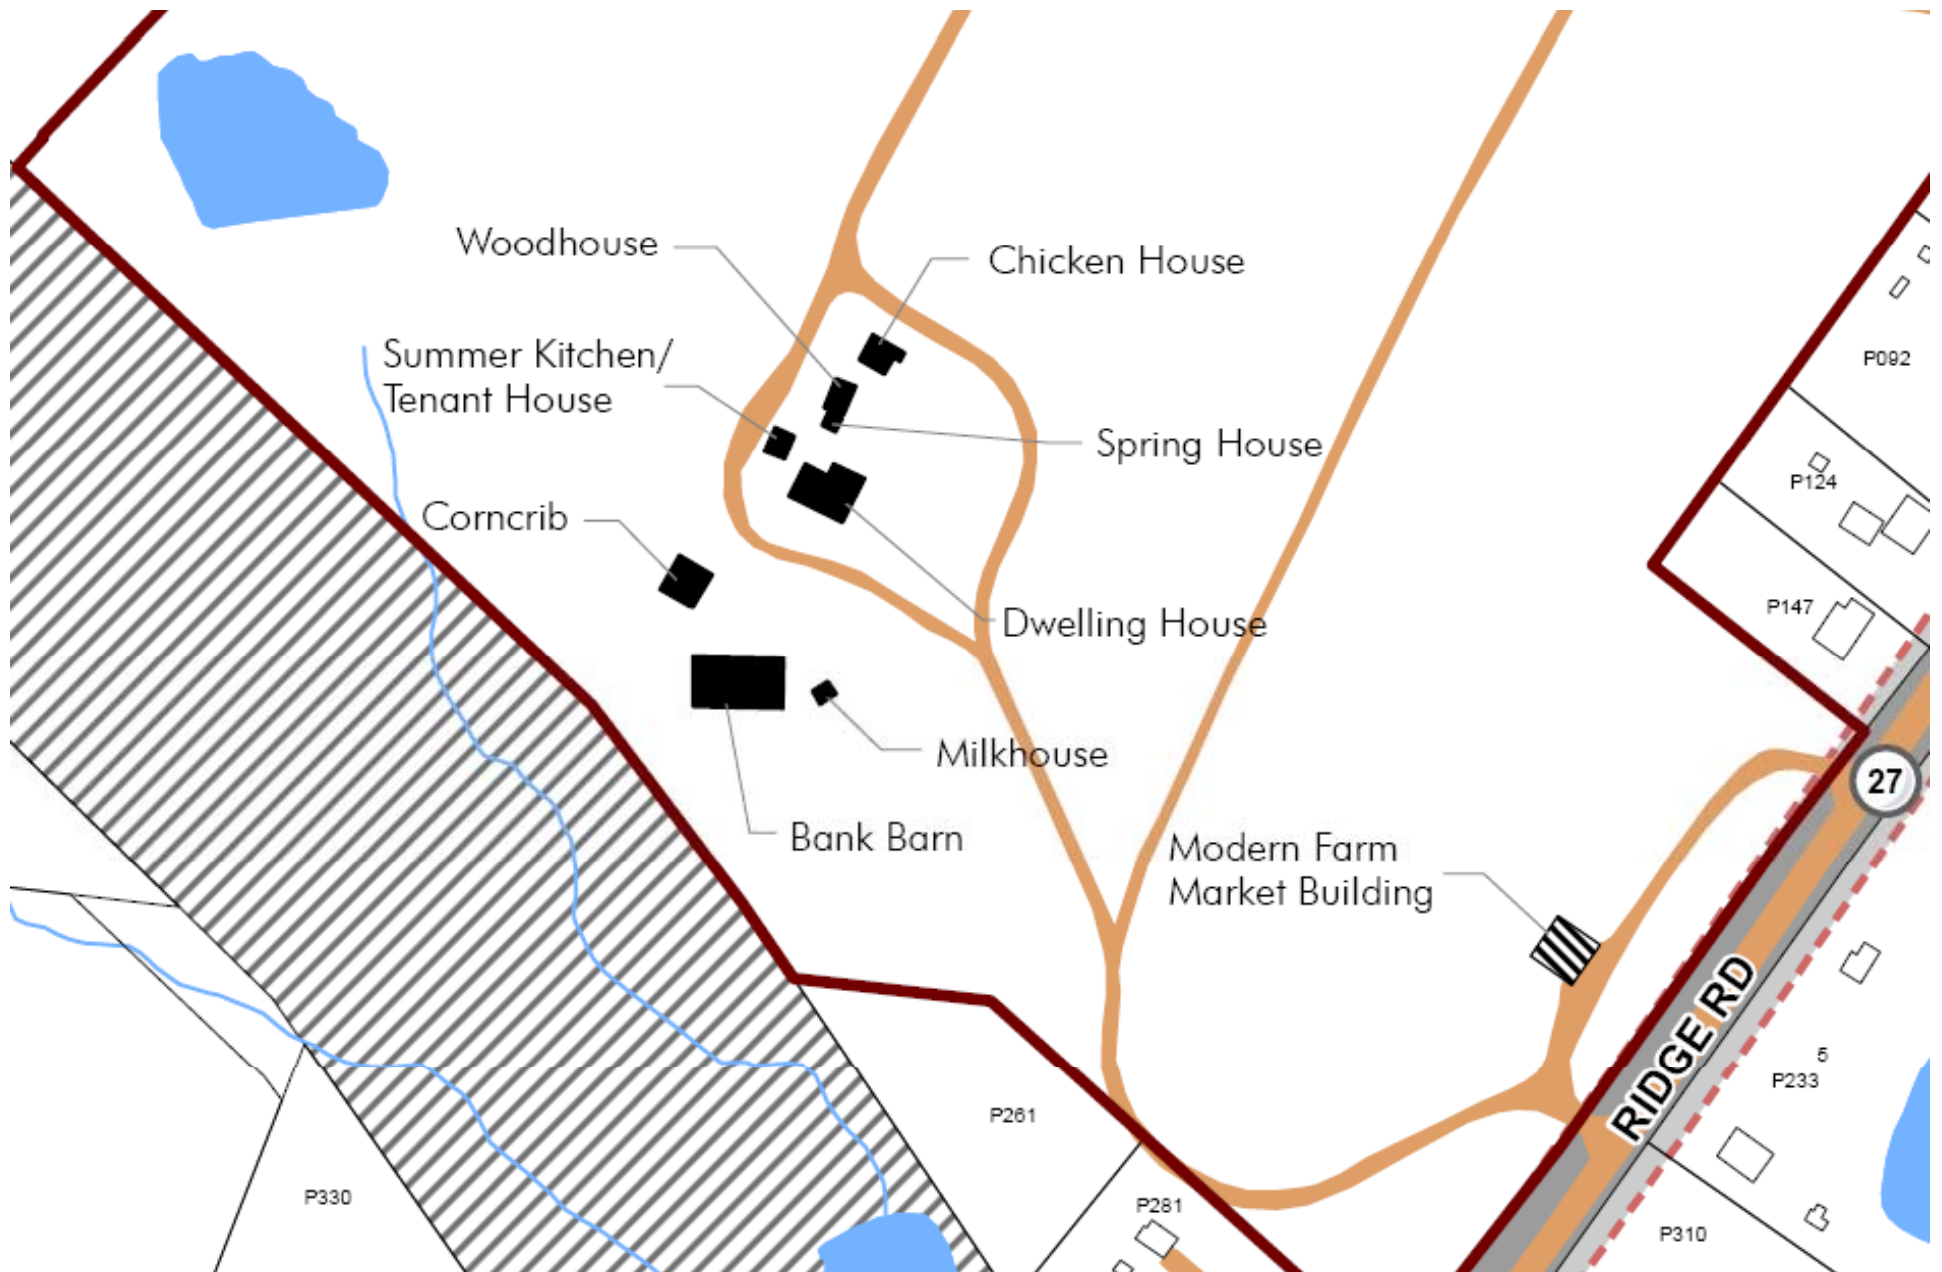 Woodhouse
Chicken House
Summer Kitchen/
Tenant House
P092
Spring House
P124
Corncrib
P147
Dwelling House
Milkhouse
27
Bank Barn
Modern Farm
Market Building
RIDGE RD
5
P233
P261
P330
P281
P310